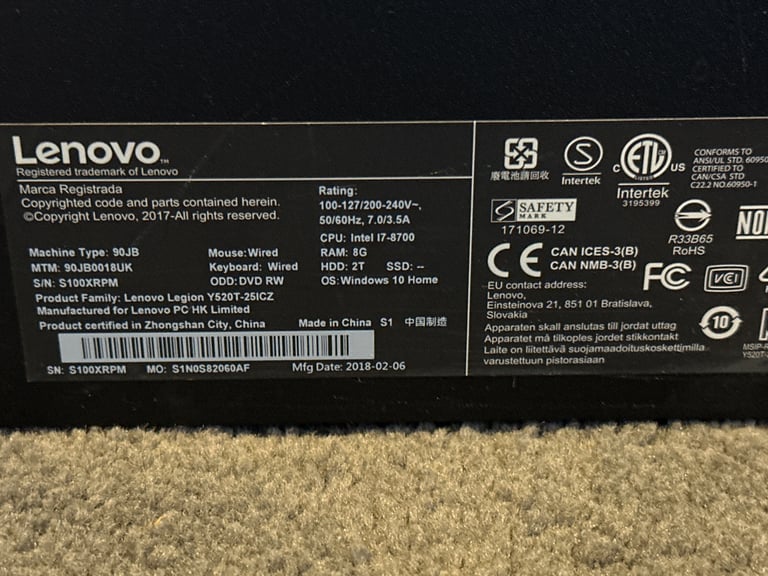 Lenovo™
Registered trademark of Lenovo
Marca Registrada
Copyrighted code and parts contained herein.
©Copyright Lenovo, 2017-All rights reserved.
Rating:
100-127/200-240V~,
50/60Hz, 7.0/3.5A
CPU: Intel I7-8700
Machine Type: 90JB
Mouse:Wired
RAM: 8G
MTM: 90JB0018UK
Keyboard: Wired
HDD: 2T SSD: --
S/N: S100XRPM
ODD:DVD RW
OS:Windows 10 Home
Product Family: Lenovo Legion Y520T-25ICZ
Manufactured for Lenovo PC HK Limited
Product certified in Zhongshan City, China
Made in China S1 中国制造
SN: S100XRPM MO: S1N0S82060AF Mfg Date: 2018-02-06
廢電池請回收
S
Intertek
C ETL US
LISTED
Intertek
3195399
CONFORMS TO
ANSI/UL STD. 60950
CERTIFIED TO
CAN/CSA STD
C22.2 NO.60950-1
S SAFETY
MARK
171069-12
R33B65
RoHS
CE
CAN ICES-3(B)
CAN NMB-3(B)
FC
VCI
EU contact address:
Lenovo,
Einsteinova 21, 851 01 Bratislava,
Slovakia
Apparaten skall anslutas till jordat uttag
Apparatet må tilkoples jordet stikkontakt
Laite on liitettävä suojamaadoituskoskettimilla
varustettuun pistorasiaan
10